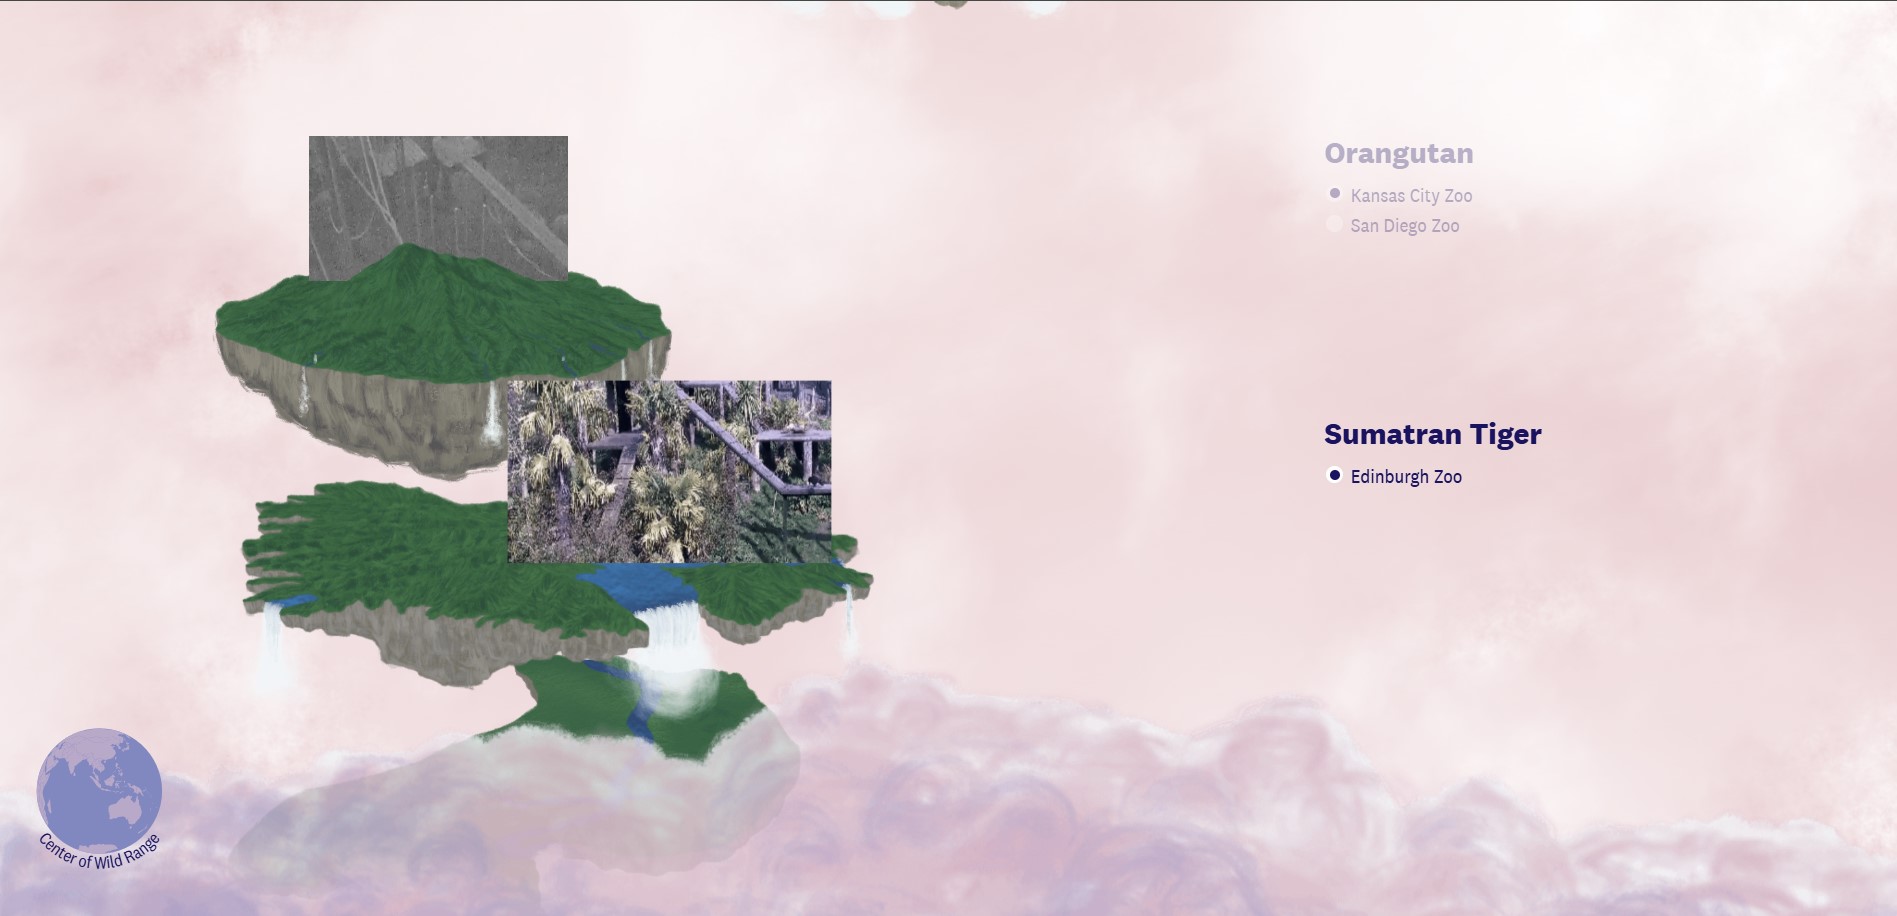 Orangutan
Kansas City Zoo
San Diego Zoo
Sumatran Tiger
Edinburgh Zoo
Center of Wild Range